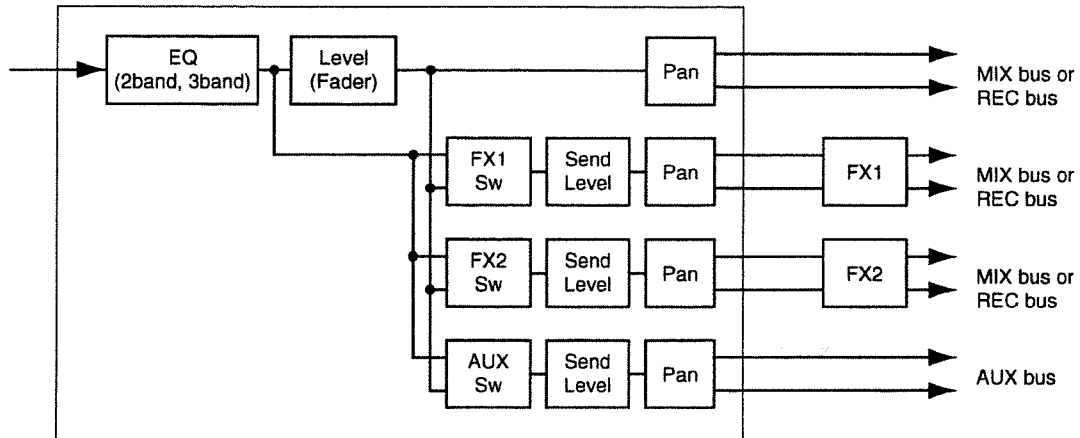 EQ
(2band, 3band)
Level
(Fader)
Pan
MIX bus or
REC bus
FX1
Sw
Send
Level
Pan
FX1
MIX bus or
REC bus
FX2
Sw
Send
Level
Pan
FX2
MIX bus or
REC bus
AUX
Sw
Send
Level
Pan
AUX bus